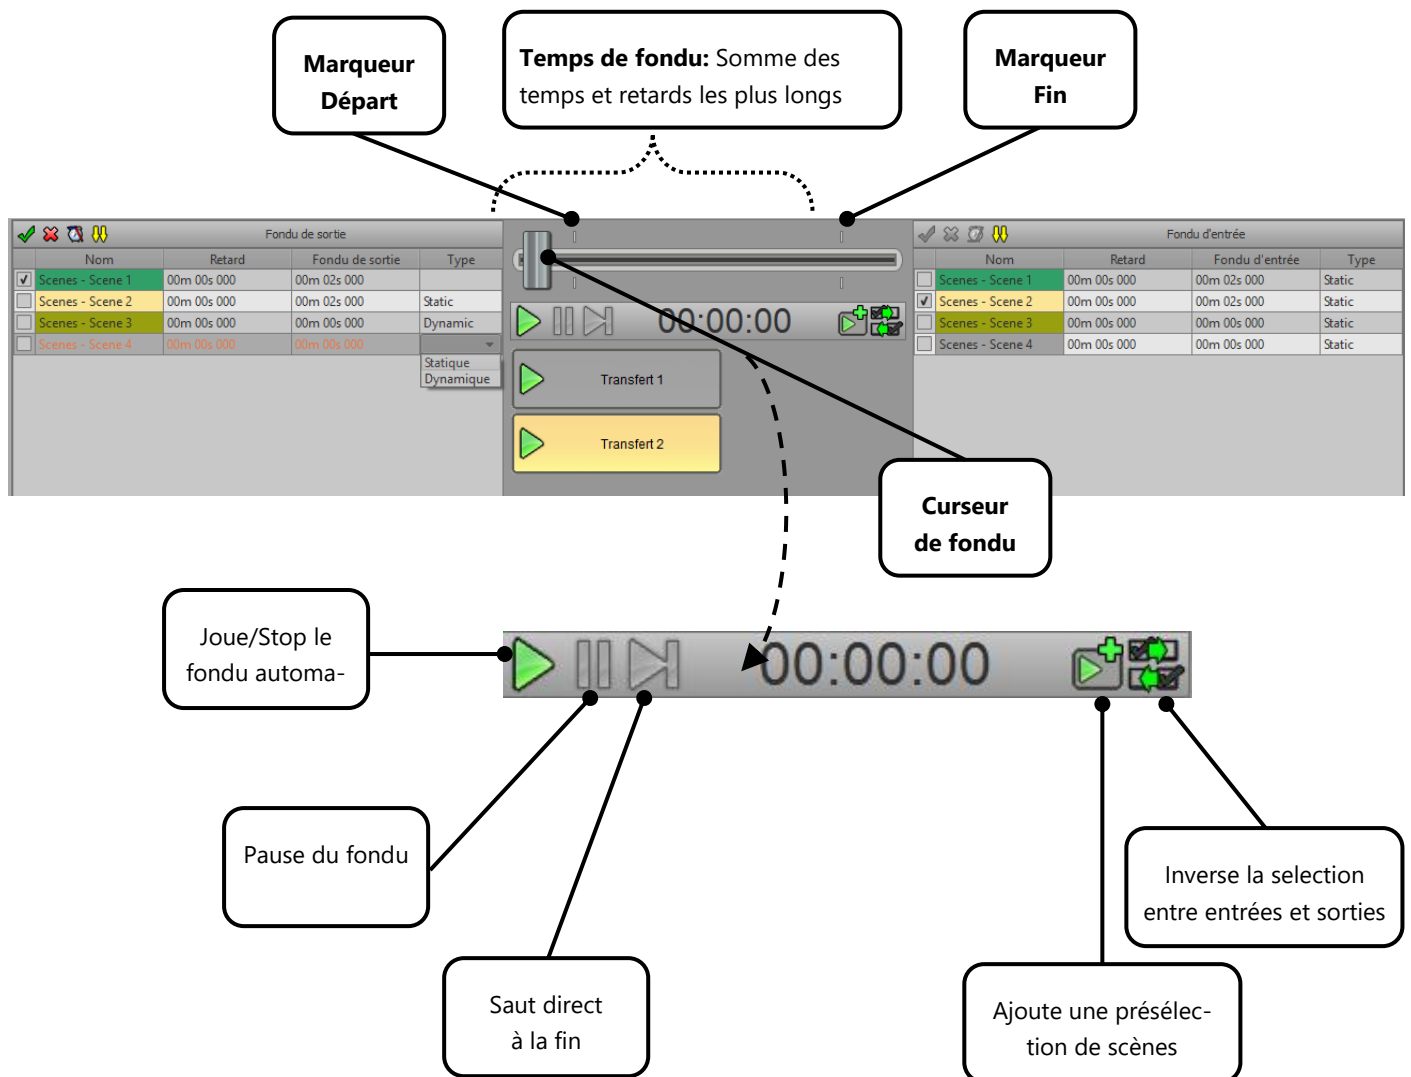 Marqueur
Départ
Temps de fondu: Somme des
temps et retards les plus longs
Marqueur
Fin
Fondu de sortie
Nom Retard Fondu de sortie Type
Scenes - Scene 1 00m 00s 000 00m 02s 000
Scenes - Scene 2 00m 00s 000 00m 02s 000 Static
Scenes - Scene 3 00m 00s 000 00m 00s 000 Dynamic
Scenes - Scene 4 00m 00s 000 00m 00s 000
Statique
Dynamique
00:00:00
Transfert 1
Transfert 2
Fondu d'entrée
Nom Retard Fondu d'entrée Type
Scenes - Scene 1 00m 00s 000 00m 02s 000 Static
Scenes - Scene 2 00m 00s 000 00m 02s 000 Static
Scenes - Scene 3 00m 00s 000 00m 00s 000 Static
Scenes - Scene 4 00m 00s 000 00m 00s 000 Static
Curseur
de fondu
Joue/Stop le
fondu automa-
00:00:00
Pause du fondu
Inverse la selection
entre entrées et sorties
Saut direct
à la fin
Ajoute une présélec-
tion de scènes